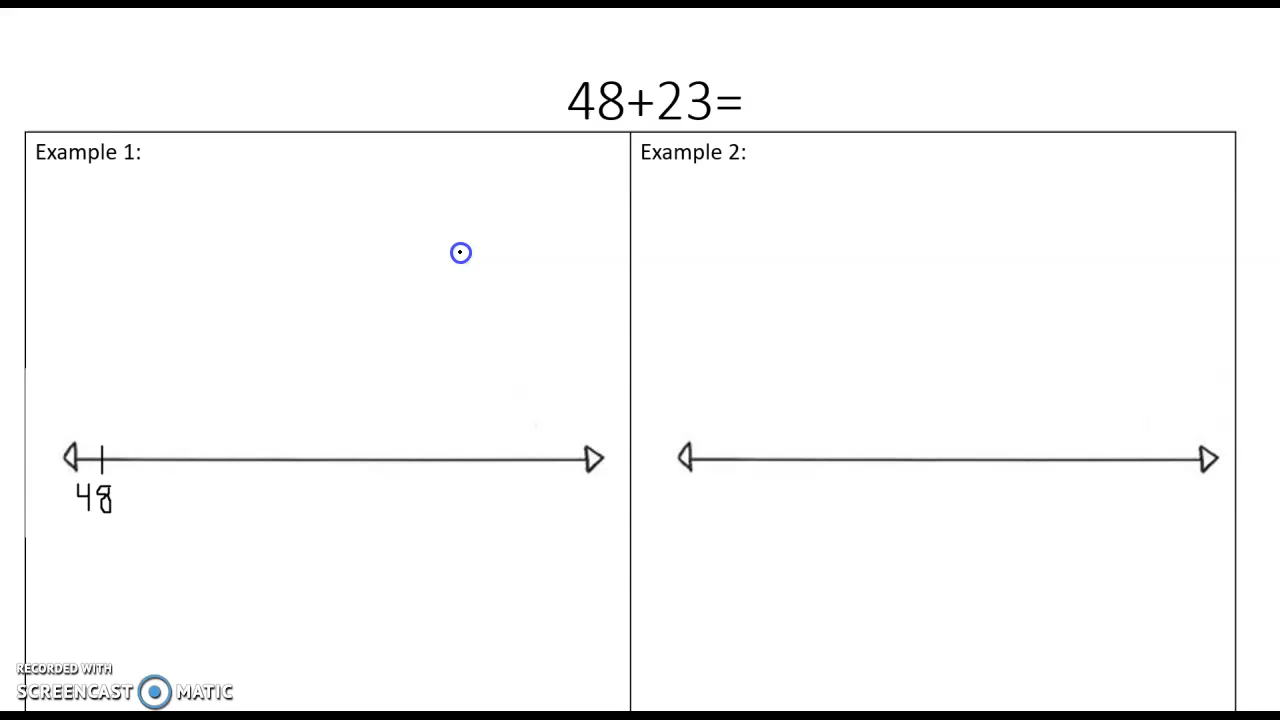 48+23=
Example 1:
Example 2:
48
RECORDED WITH
SCREENCAST MATIC